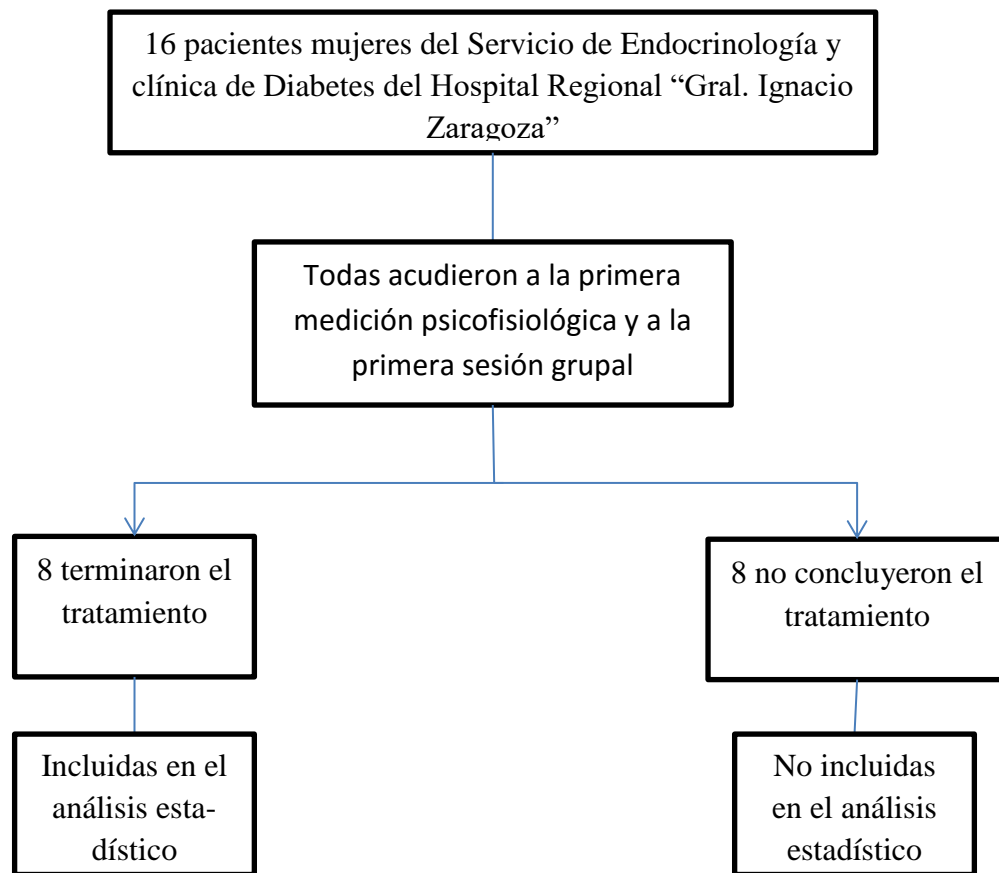 16 pacientes mujeres del Servicio de Endocrinología y
clínica de Diabetes del Hospital Regional “Gral. Ignacio
Zaragoza”
Todas acudieron a la primera
medición psicofisiológica y a la
primera sesión grupal
8 terminaron el
tratamiento
8 no concluyeron el
tratamiento
Incluidas en el
análisis esta-
dístico
No incluidas
en el análisis
estadístico